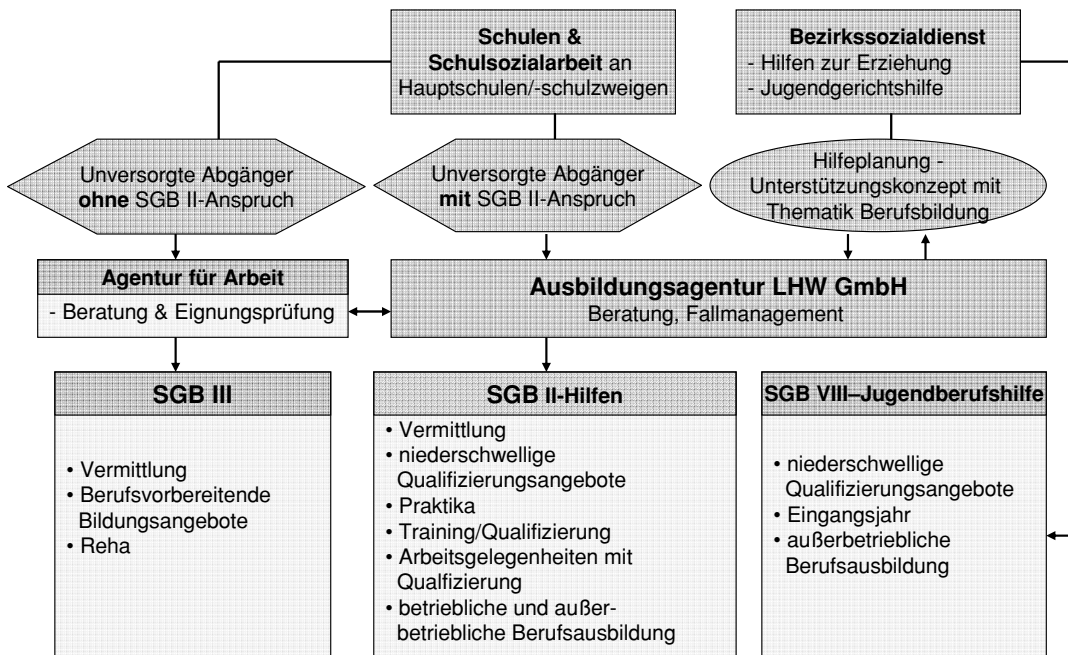 Schulen &
Schulsozialarbeit an
Hauptschulen/-schulzweigen
Bezirkssozialdienst
- Hilfen zur Erziehung
- Jugendgerichtshilfe
Unversorgte Abgänger
ohne SGB II-Anspruch
Unversorgte Abgänger
mit SGB II-Anspruch
Hilfeplanung -
Unterstützungskonzept mit
Thematik Berufsbildung
Agentur für Arbeit
- Beratung & Eignungsprüfung
Ausbildungsagentur LHW GmbH
Beratung, Fallmanagement
SGB III
• Vermittlung
• Berufsvorbereitende
Bildungsangebote
• Reha
SGB II-Hilfen
• Vermittlung
• niederschwellige
Qualifizierungsangebote
• Praktika
• Training/Qualifizierung
• Arbeitsgelegenheiten mit
Qualfizierung
• betriebliche und außer-
betriebliche Berufsausbildung
SGB VIII–Jugendberufshilfe
• niederschwellige
Qualifizierungsangebote
• Eingangsjahr
• außerbetriebliche
Berufsausbildung